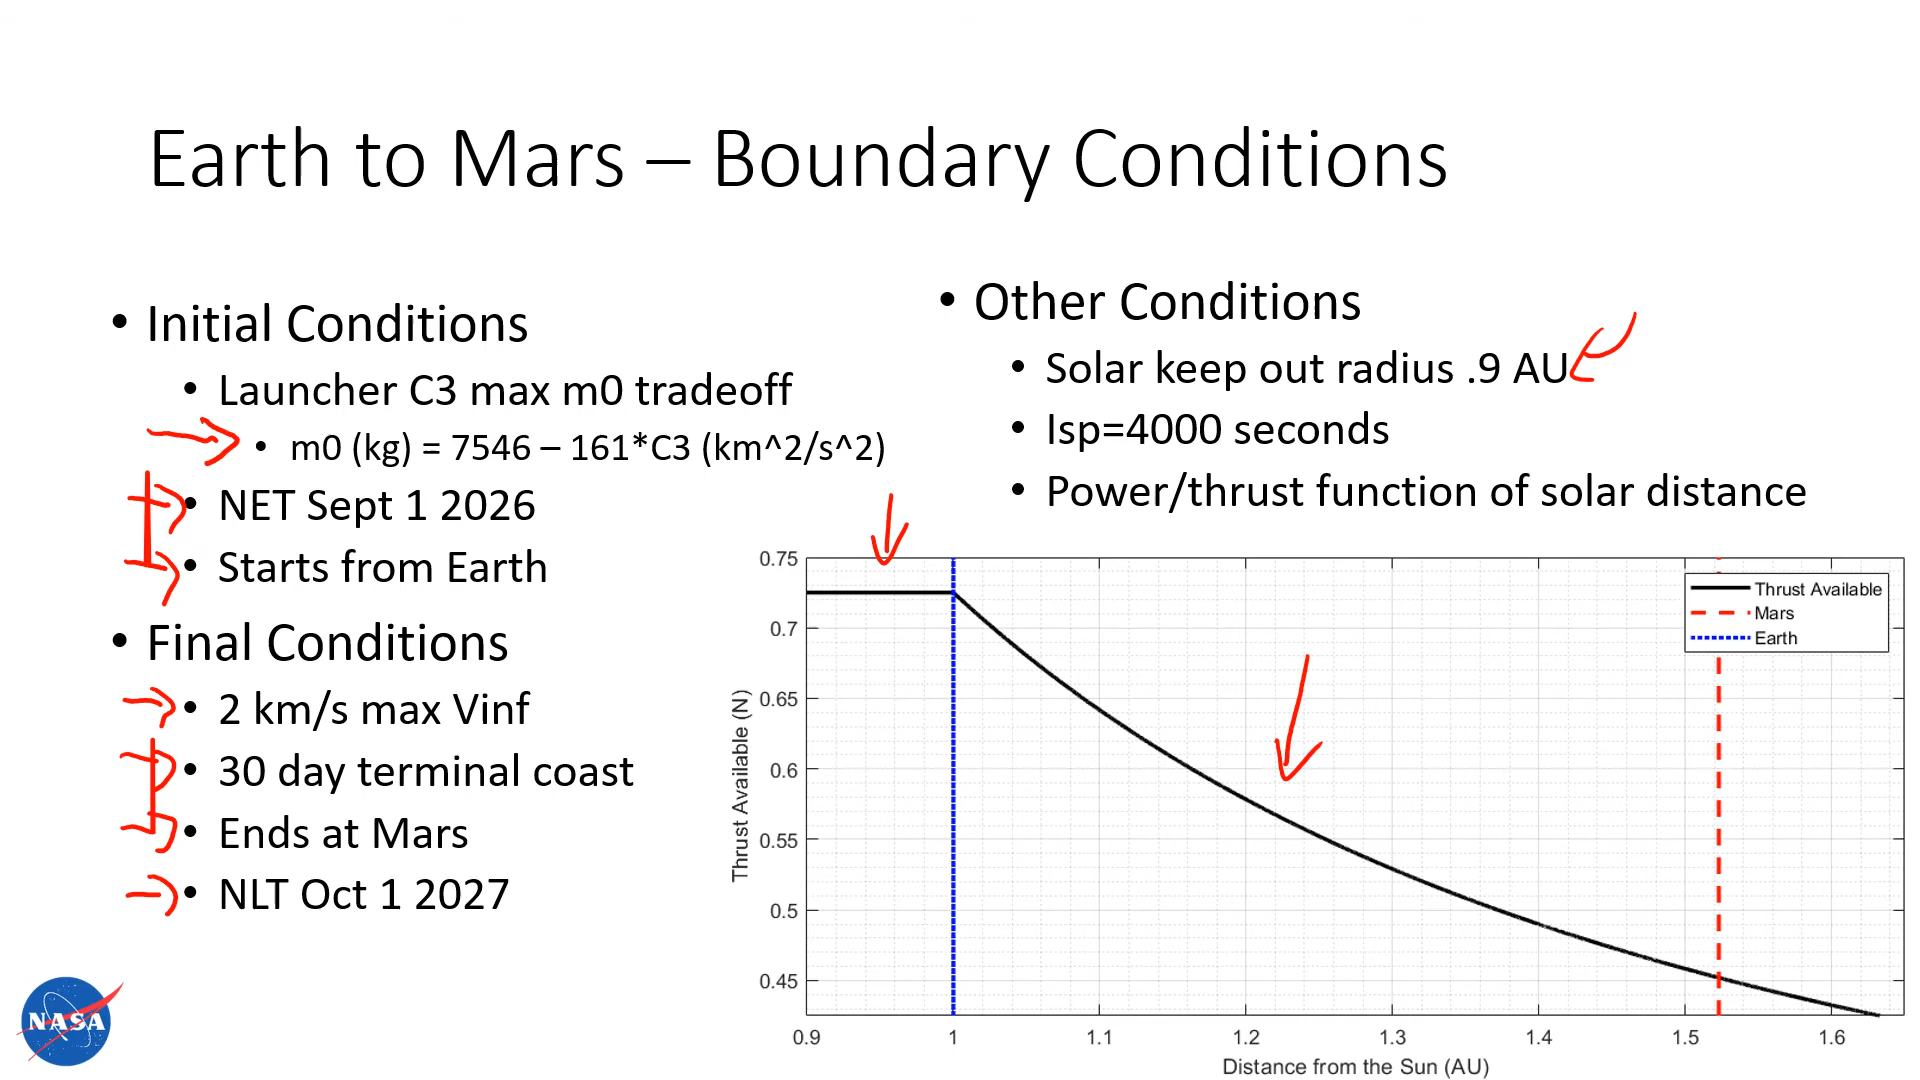 Earth to Mars – Boundary Conditions
• Initial Conditions
• Launcher C3 max m0 tradeoff
• m0 (kg) = 7546 – 161*C3 (km^2/s^2)
• NET Sept 1 2026
• Starts from Earth
• Final Conditions
• 2 km/s max Vinf
• 30 day terminal coast
• Ends at Mars
• NLT Oct 1 2027
• Other Conditions
• Solar keep out radius .9 AU
• Isp=4000 seconds
• Power/thrust function of solar distance
Thrust Available (N)
0.75
0.7
0.65
0.6
0.55
0.5
0.45
Thrust Available
Mars
Earth
0.9 1 1.1 1.2 1.3 1.4 1.5 1.6
Distance from the Sun (AU)
NASA